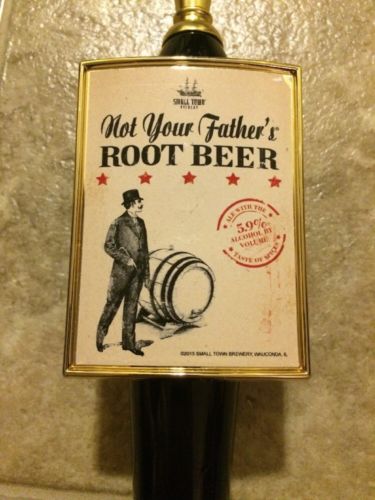 SMALL TOWN
BREWERY
Not Your Father's
ROOT BEER
ALE WITH THE
5.9%
ALCOHOL BY
VOLUME
TASTE OF SPICES
©2015 SMALL TOWN BREWERY, WAUCONDA, IL